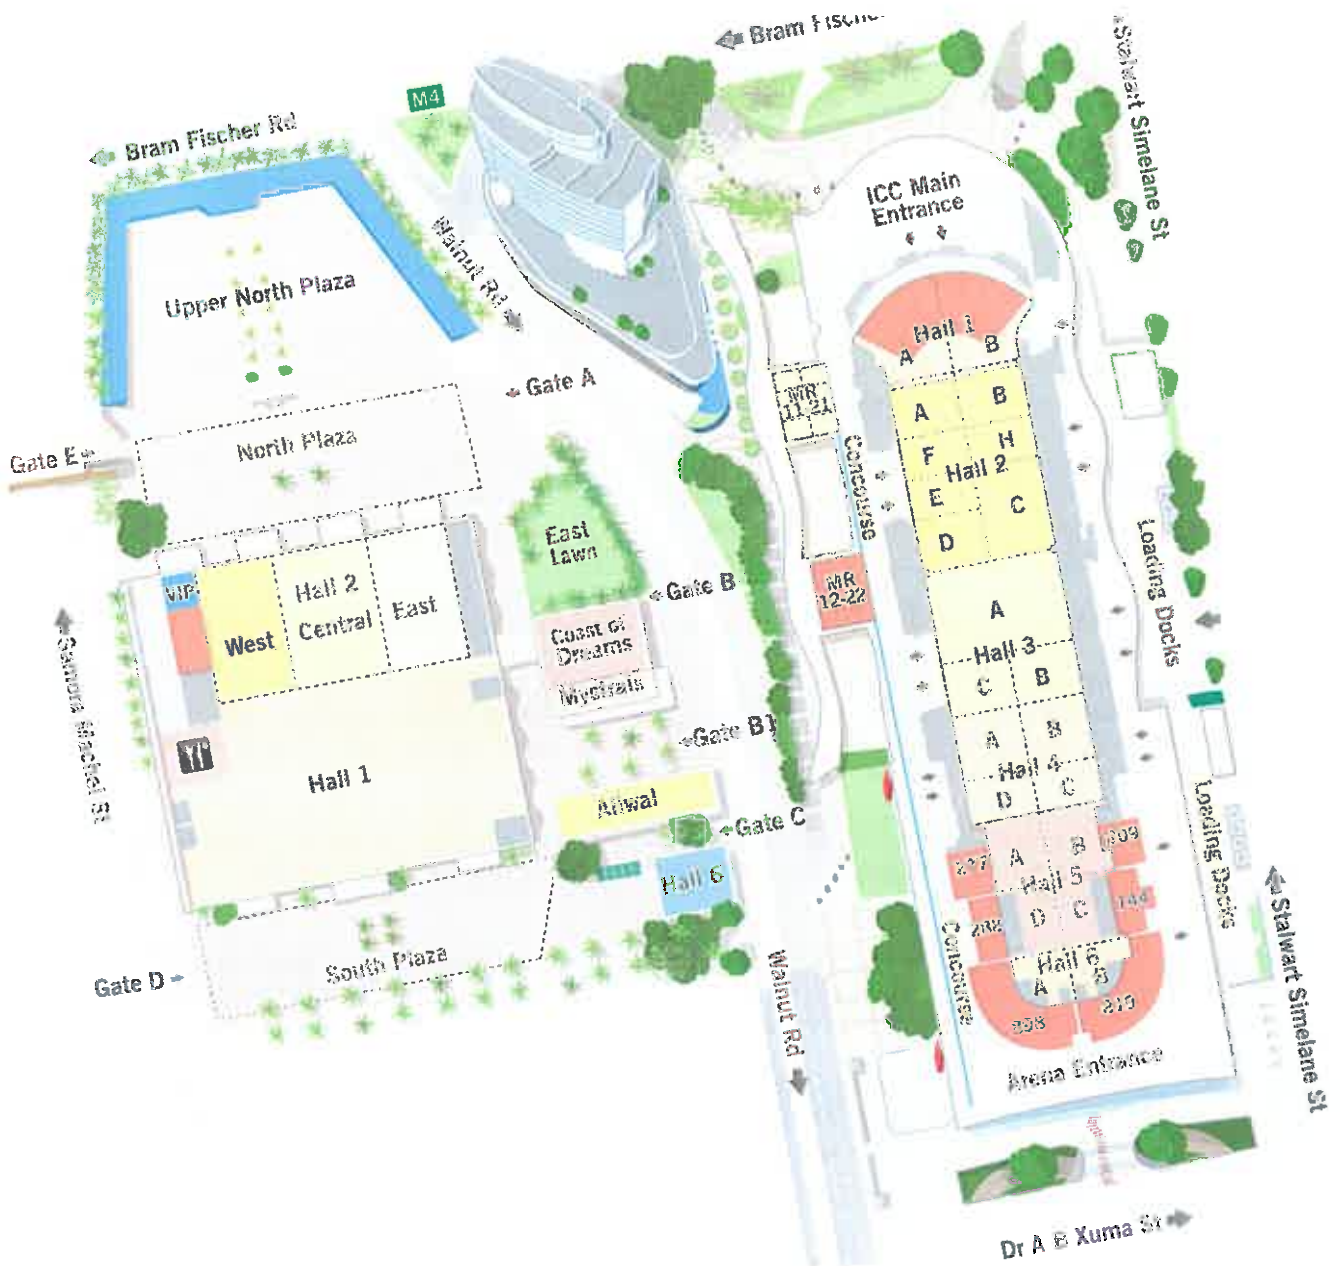 Bram Fischer Rd
M4
Bram
Stalwart Simelane St
Walnut Rd
ICC Main
Entrance
Upper North Plaza
Gate A
North Plaza
Gate E
Hall 1
A
B
MR
11-21
A
B
F
H
Hall 2
E
C
D
Concourse
East
Lawn
Gate B
MR
12-22
Loading Docks
VIP
Hall 2
West
Central
East
Coast of
Dreams
Mystrals
A
Hall 3
C
B
Samora Machel St
Hall 1
Gate B1
A
B
Hall 4
D
C
Aliwal
Gate C
Hall 6
Loading Docks
A
B
Hall 5
D
C
Hall 6
A
Concourse
South Plaza
Gate D
Walnut Rd
Arena Entrance
Stalwart Simelane St
Dr A B Xuma St